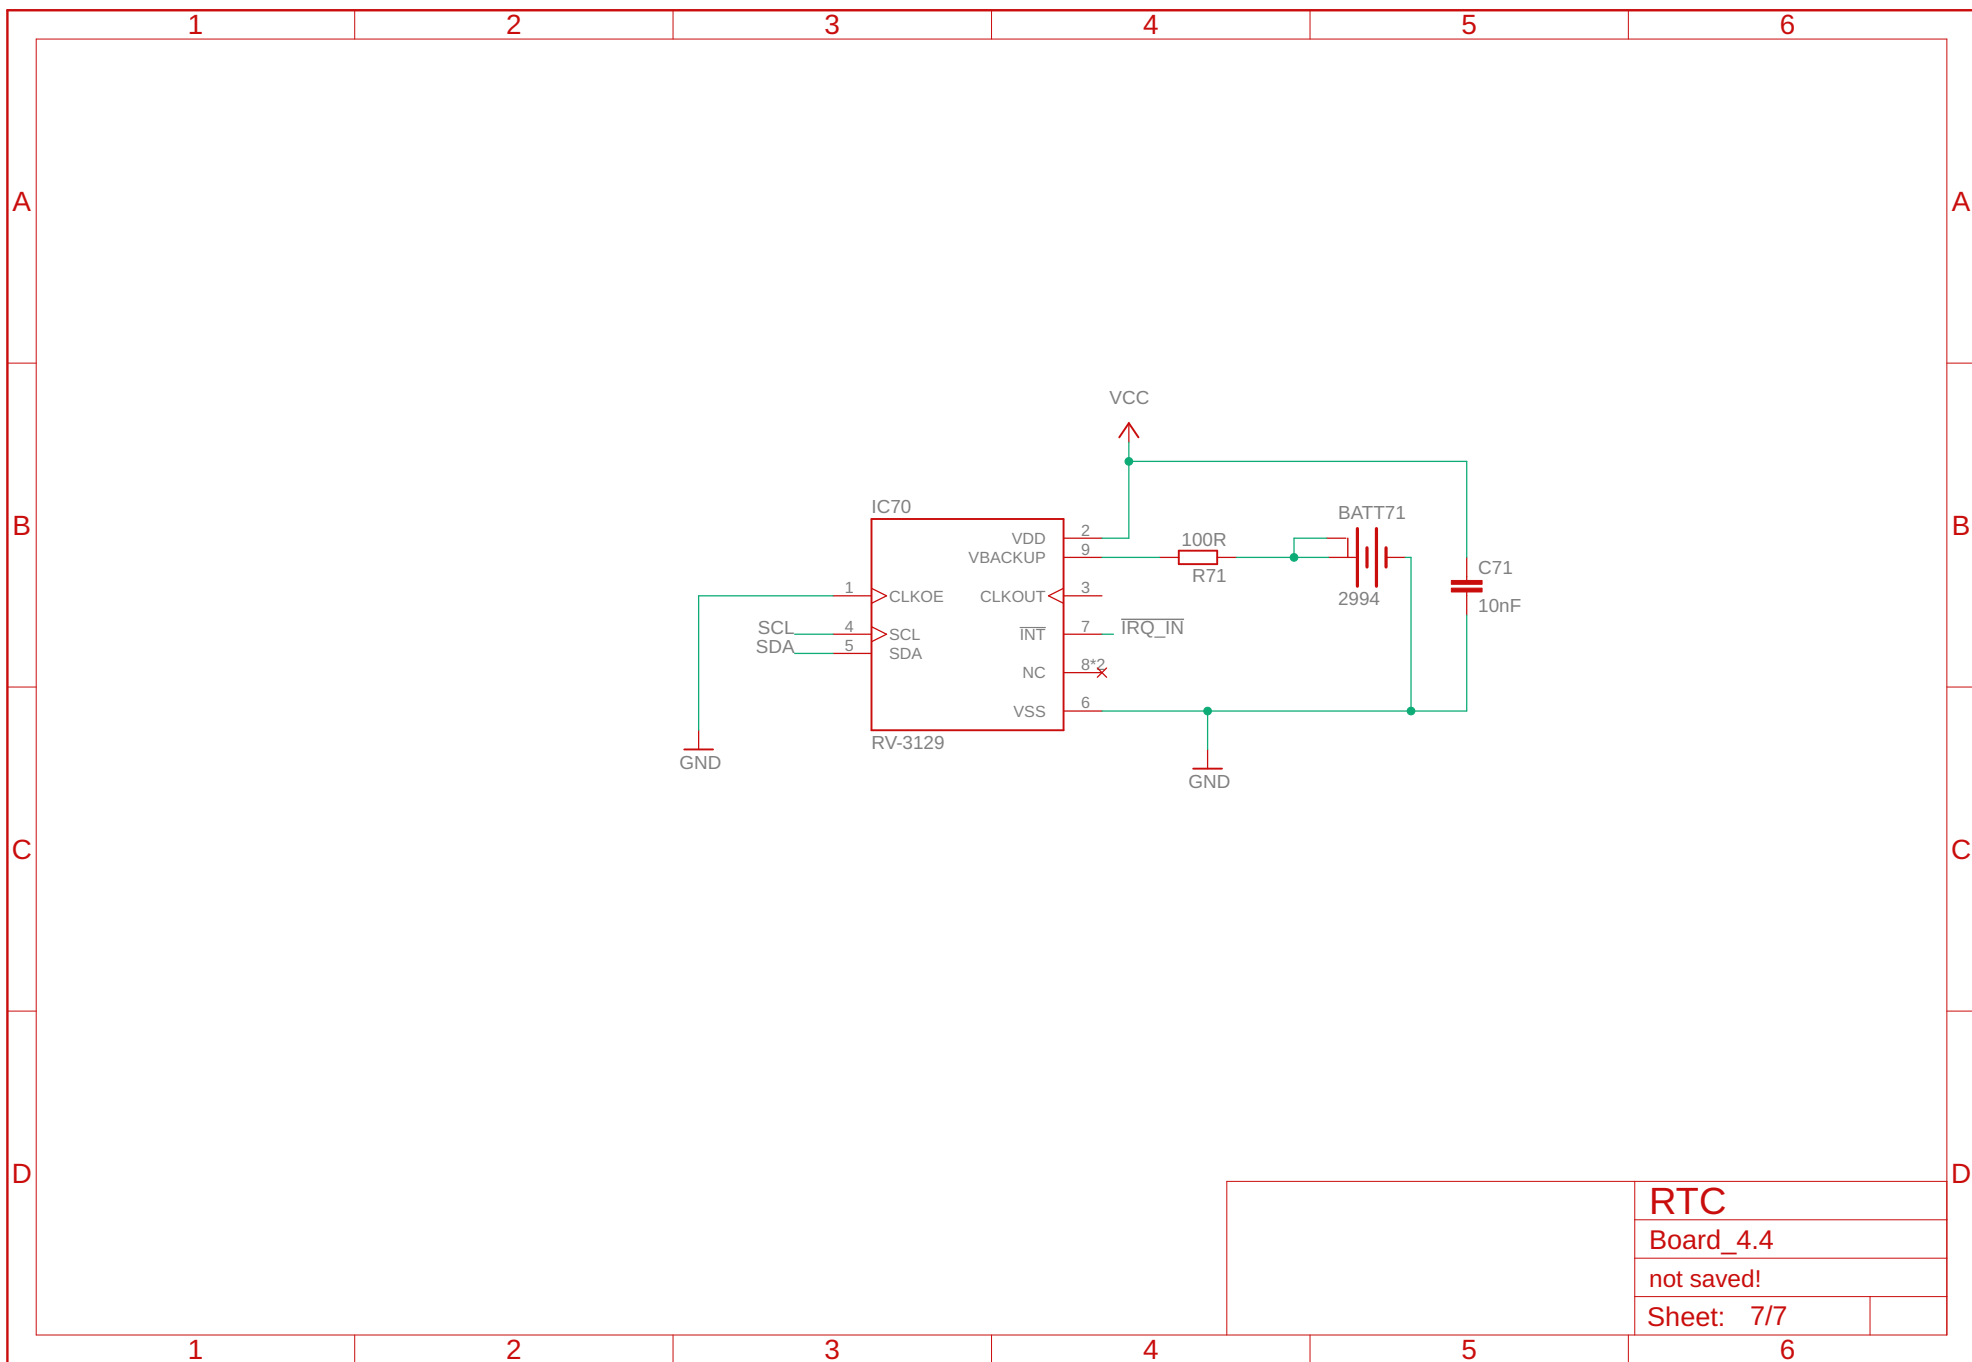 1 2 3 4 5 6
A A
VCC
IC70
BATT71
B B
VDD 2
100R
VBACKUP 9
R71
C71
1 CLKOE
CLKOUT 3
2994
10nF
SCL 4 SCL
INT 7 IRQ_IN
SDA 5 SDA
NC 8*2
VSS 6
RV-3129
GND
GND
C C
D D
RTC
Board_4.4
not saved!
Sheet: 7/7
1 2 3 4 5 6